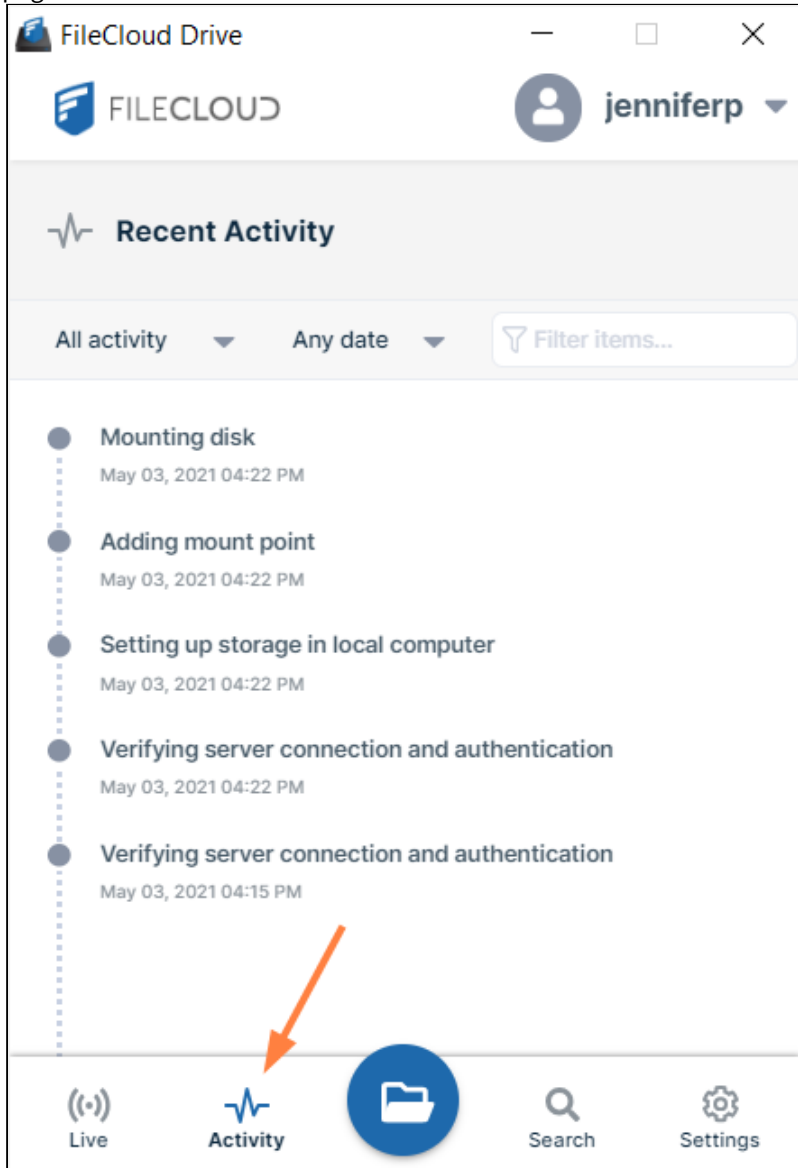 FileCloud Drive
FILECLOUD
jenniferp
Recent Activity
All activity Any date Filter items...
Mounting disk
May 03, 2021 04:22 PM
Adding mount point
May 03, 2021 04:22 PM
Setting up storage in local computer
May 03, 2021 04:22 PM
Verifying server connection and authentication
May 03, 2021 04:22 PM
Verifying server connection and authentication
May 03, 2021 04:15 PM
Live Activity Search Settings